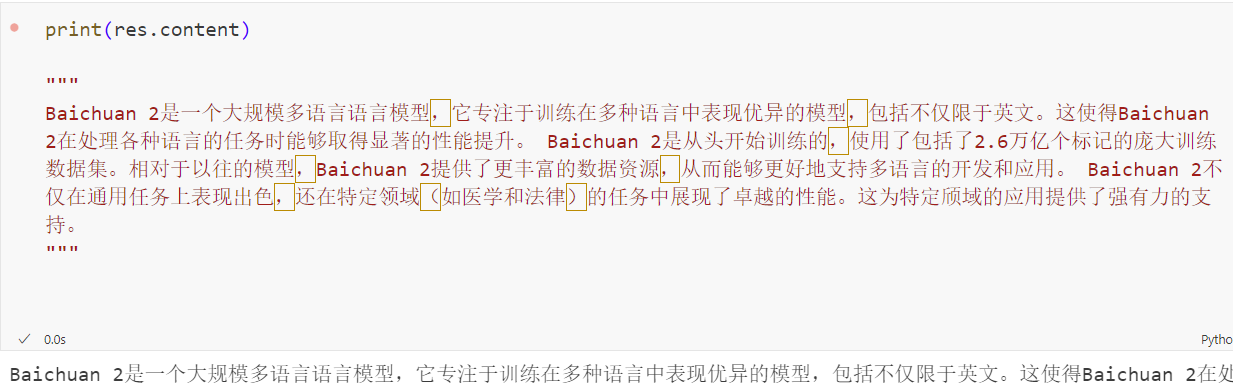 print(res.content)
"""
Baichuan 2是一个大规模多语言语言模型，它专注于训练在多种语言中表现优异的模型，包括不仅限于英文。这使得Baichuan
2在处理各种语言的任务时能够取得显著的性能提升。 Baichuan 2是从头开始训练的，使用了包括了2.6万亿个标记的庞大训练
数据集。相对于以往的模型，Baichuan 2提供了更丰富的数据资源，从而能够更好地支持多语言的开发和应用。 Baichuan 2不
仅在通用任务上表现出色，还在特定领域（如医学和法律）的任务中展现了卓越的性能。这为特定颀域的应用提供了强有力的支
持。
"""
0.0s
Pytho
Baichuan 2是一个大规模多语言语言模型，它专注于训练在多种语言中表现优异的模型，包括不仅限于英文。这使得Baichuan 2在处